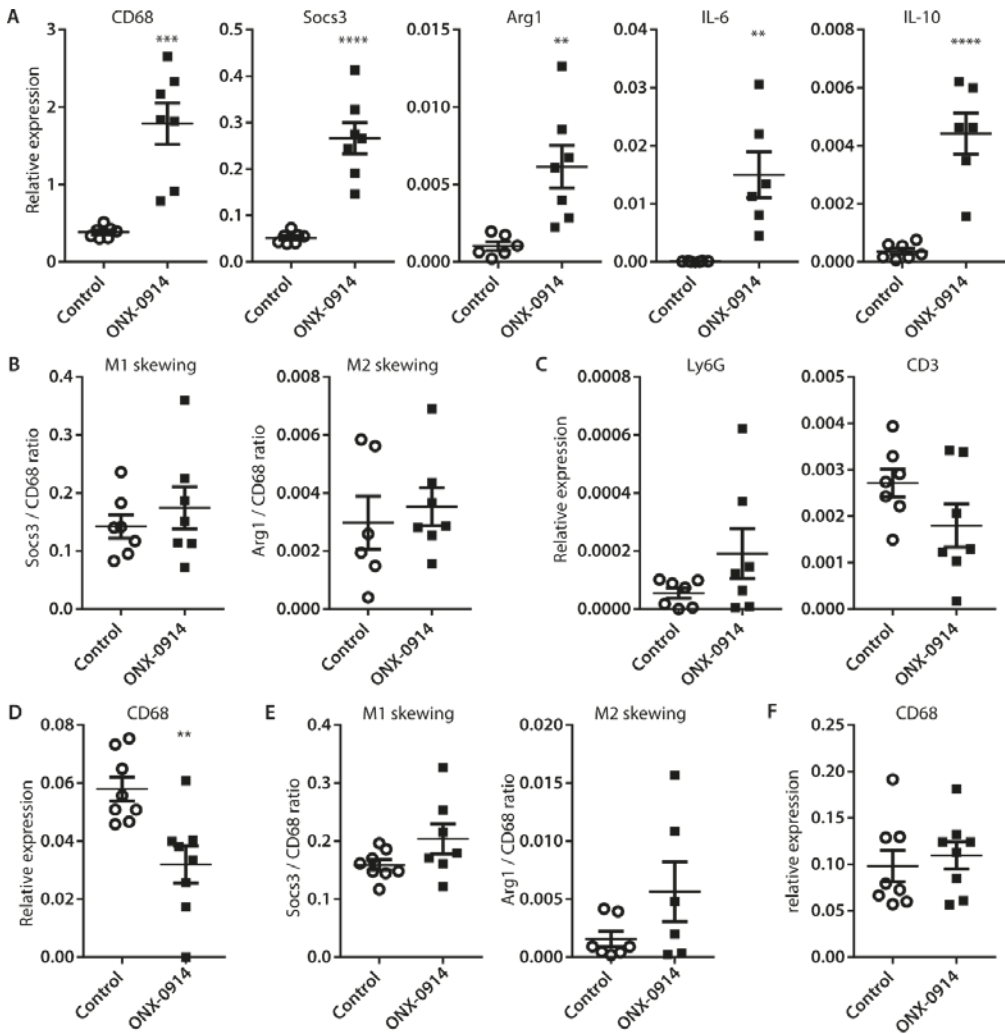 A
CD68
Socs3
Arg1
IL-6
IL-10
***
****
**
**
****
Relative expression
3
2
1
0
0.5
0.4
0.3
0.2
0.1
0.0
0.015
0.010
0.005
0.000
0.04
0.03
0.02
0.01
0.00
0.008
0.006
0.004
0.002
0.000
Control
ONX-0914
Control
ONX-0914
Control
ONX-0914
Control
ONX-0914
Control
ONX-0914
B
M1 skewing
M2 skewing
C
Ly6G
CD3
Socs3 / CD68 ratio
0.4
0.3
0.2
0.1
0.0
Arg1 / CD68 ratio
0.008
0.006
0.004
0.002
0.000
Relative expression
0.0006
0.0004
0.0002
0.0000
0.005
0.004
0.003
0.002
0.001
0.000
Control
ONX-0914
Control
ONX-0914
Control
ONX-0914
Control
ONX-0914
D
CD68
E
M1 skewing
M2 skewing
F
CD68
**
Relative expression
0.08
0.06
0.04
0.02
0.00
Socs3 / CD68 ratio
0.4
0.3
0.2
0.1
0.0
Arg1 / CD68 ratio
0.020
0.015
0.010
0.005
0.000
relative expression
0.25
0.20
0.15
0.10
0.05
0.00
Control
ONX-0914
Control
ONX-0914
Control
ONX-0914
Control
ONX-0914